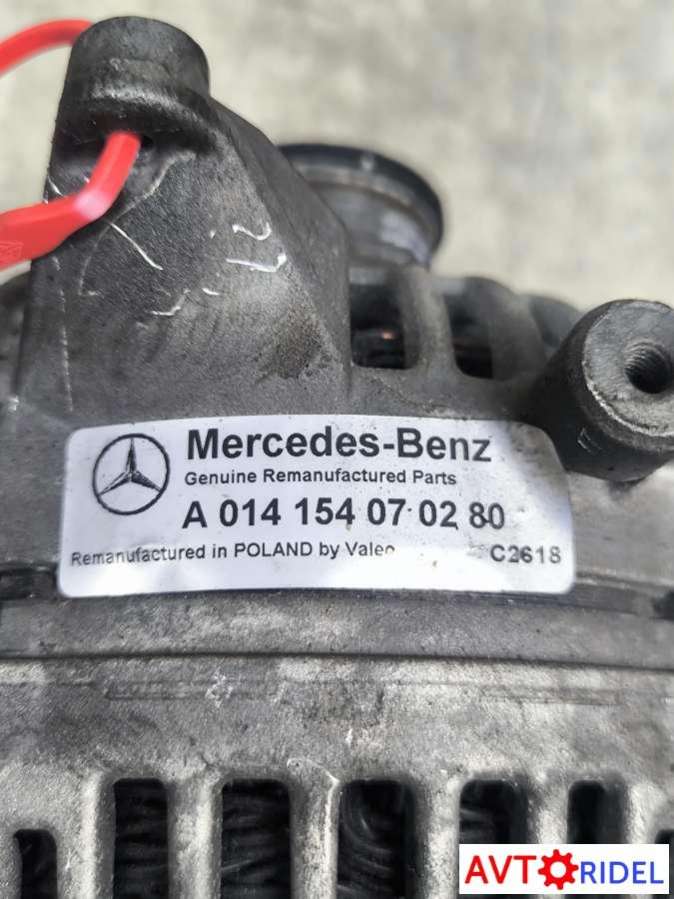 Mercedes-Benz
Genuine Remanufactured Parts
A 014 154 07 02 80
Remanufactured in POLAND by Valeo
C2618
AVTORIDEL